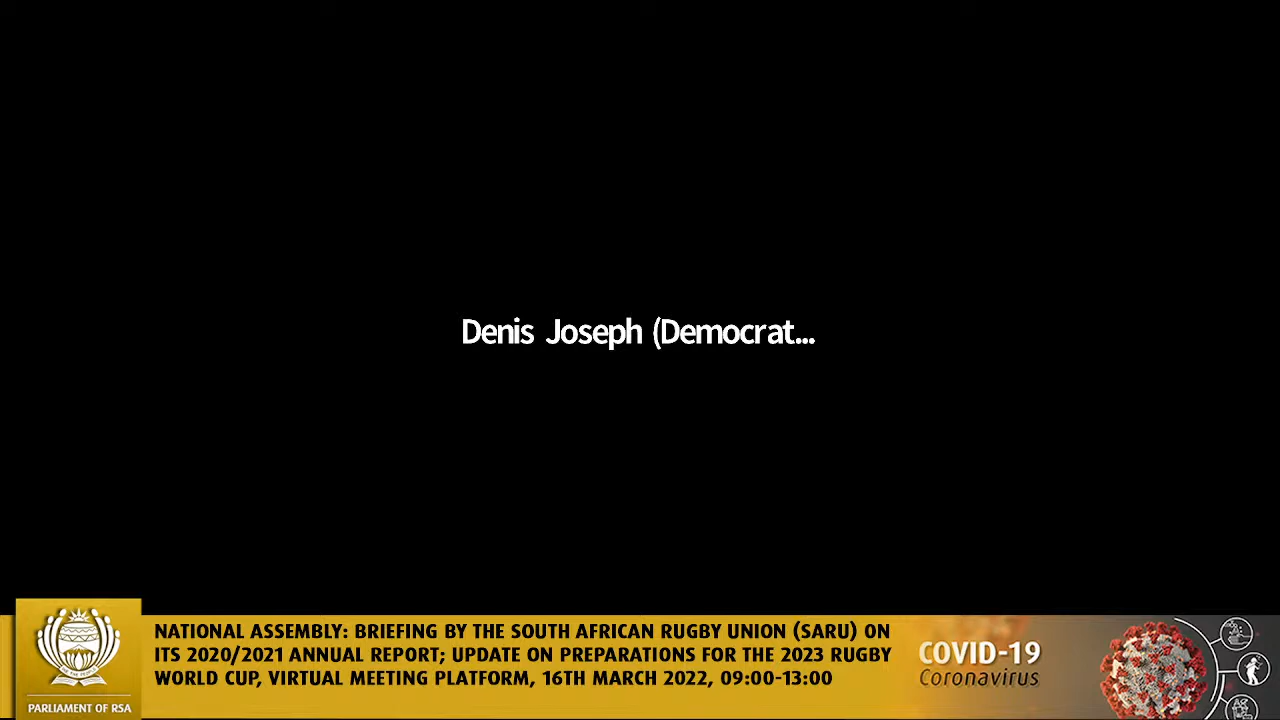 Denis Joseph (Democrat...
NATIONAL ASSEMBLY: BRIEFING BY THE SOUTH AFRICAN RUGBY UNION (SARU) ON
ITS 2020/2021 ANNUAL REPORT; UPDATE ON PREPARATIONS FOR THE 2023 RUGBY
WORLD CUP, VIRTUAL MEETING PLATFORM, 16TH MARCH 2022, 09:00-13:00
PARLIAMENT OF RSA
COVID-19
Coronavirus